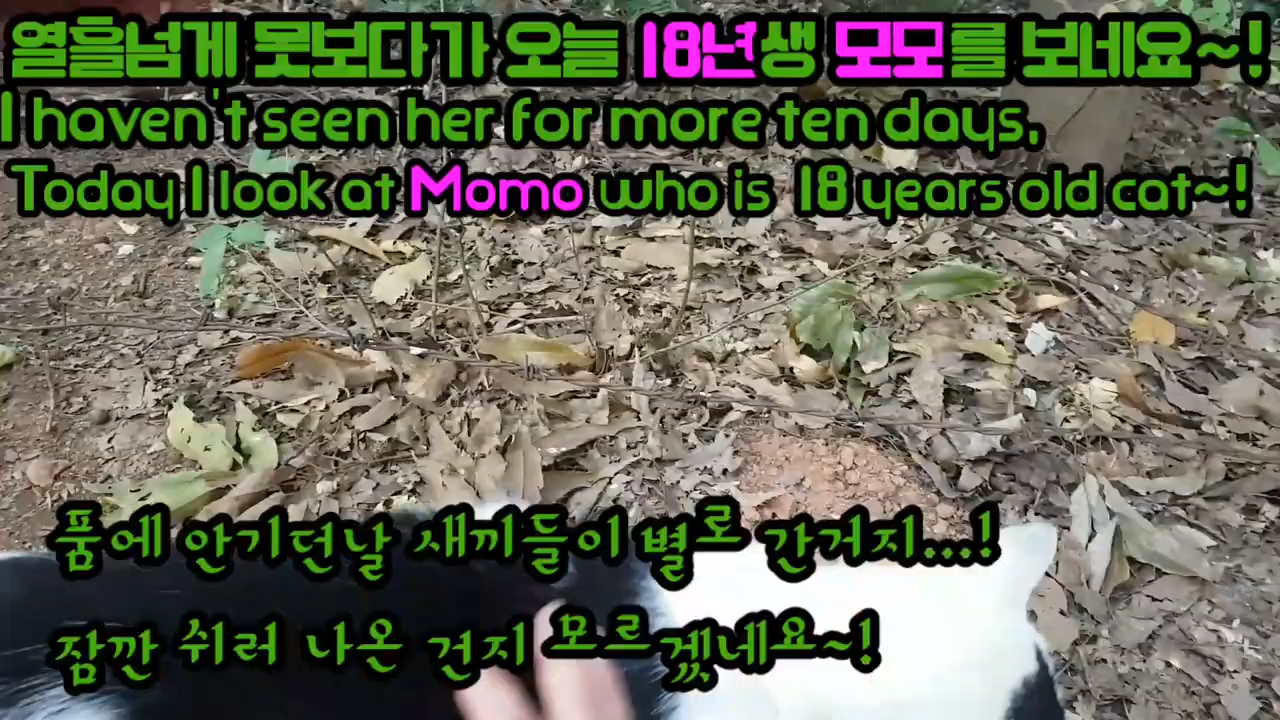 열흘넘게 못보다가 오늘 18년생 모모를 보네요~!
I haven't seen her for more ten days,
Today I look at Momo who is 18 years old cat~!
품에 안기던날 새끼들이 별로 간거지...!
잠깐 쉬러 나온 건지 모르겠네요~!